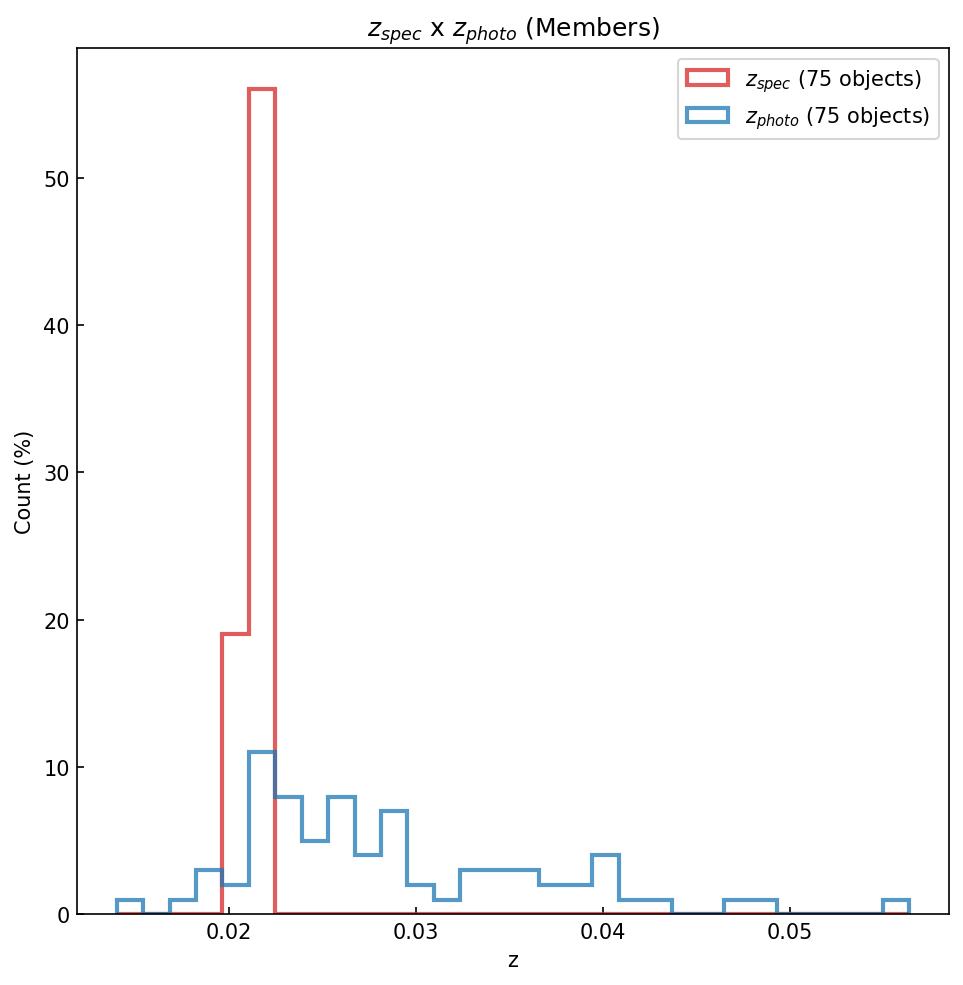 z_spec x z_photo (Members)
z_spec (75 objects)
z_photo (75 objects)
Count (%)
50
40
30
20
10
0
0.02 0.03 0.04 0.05
z